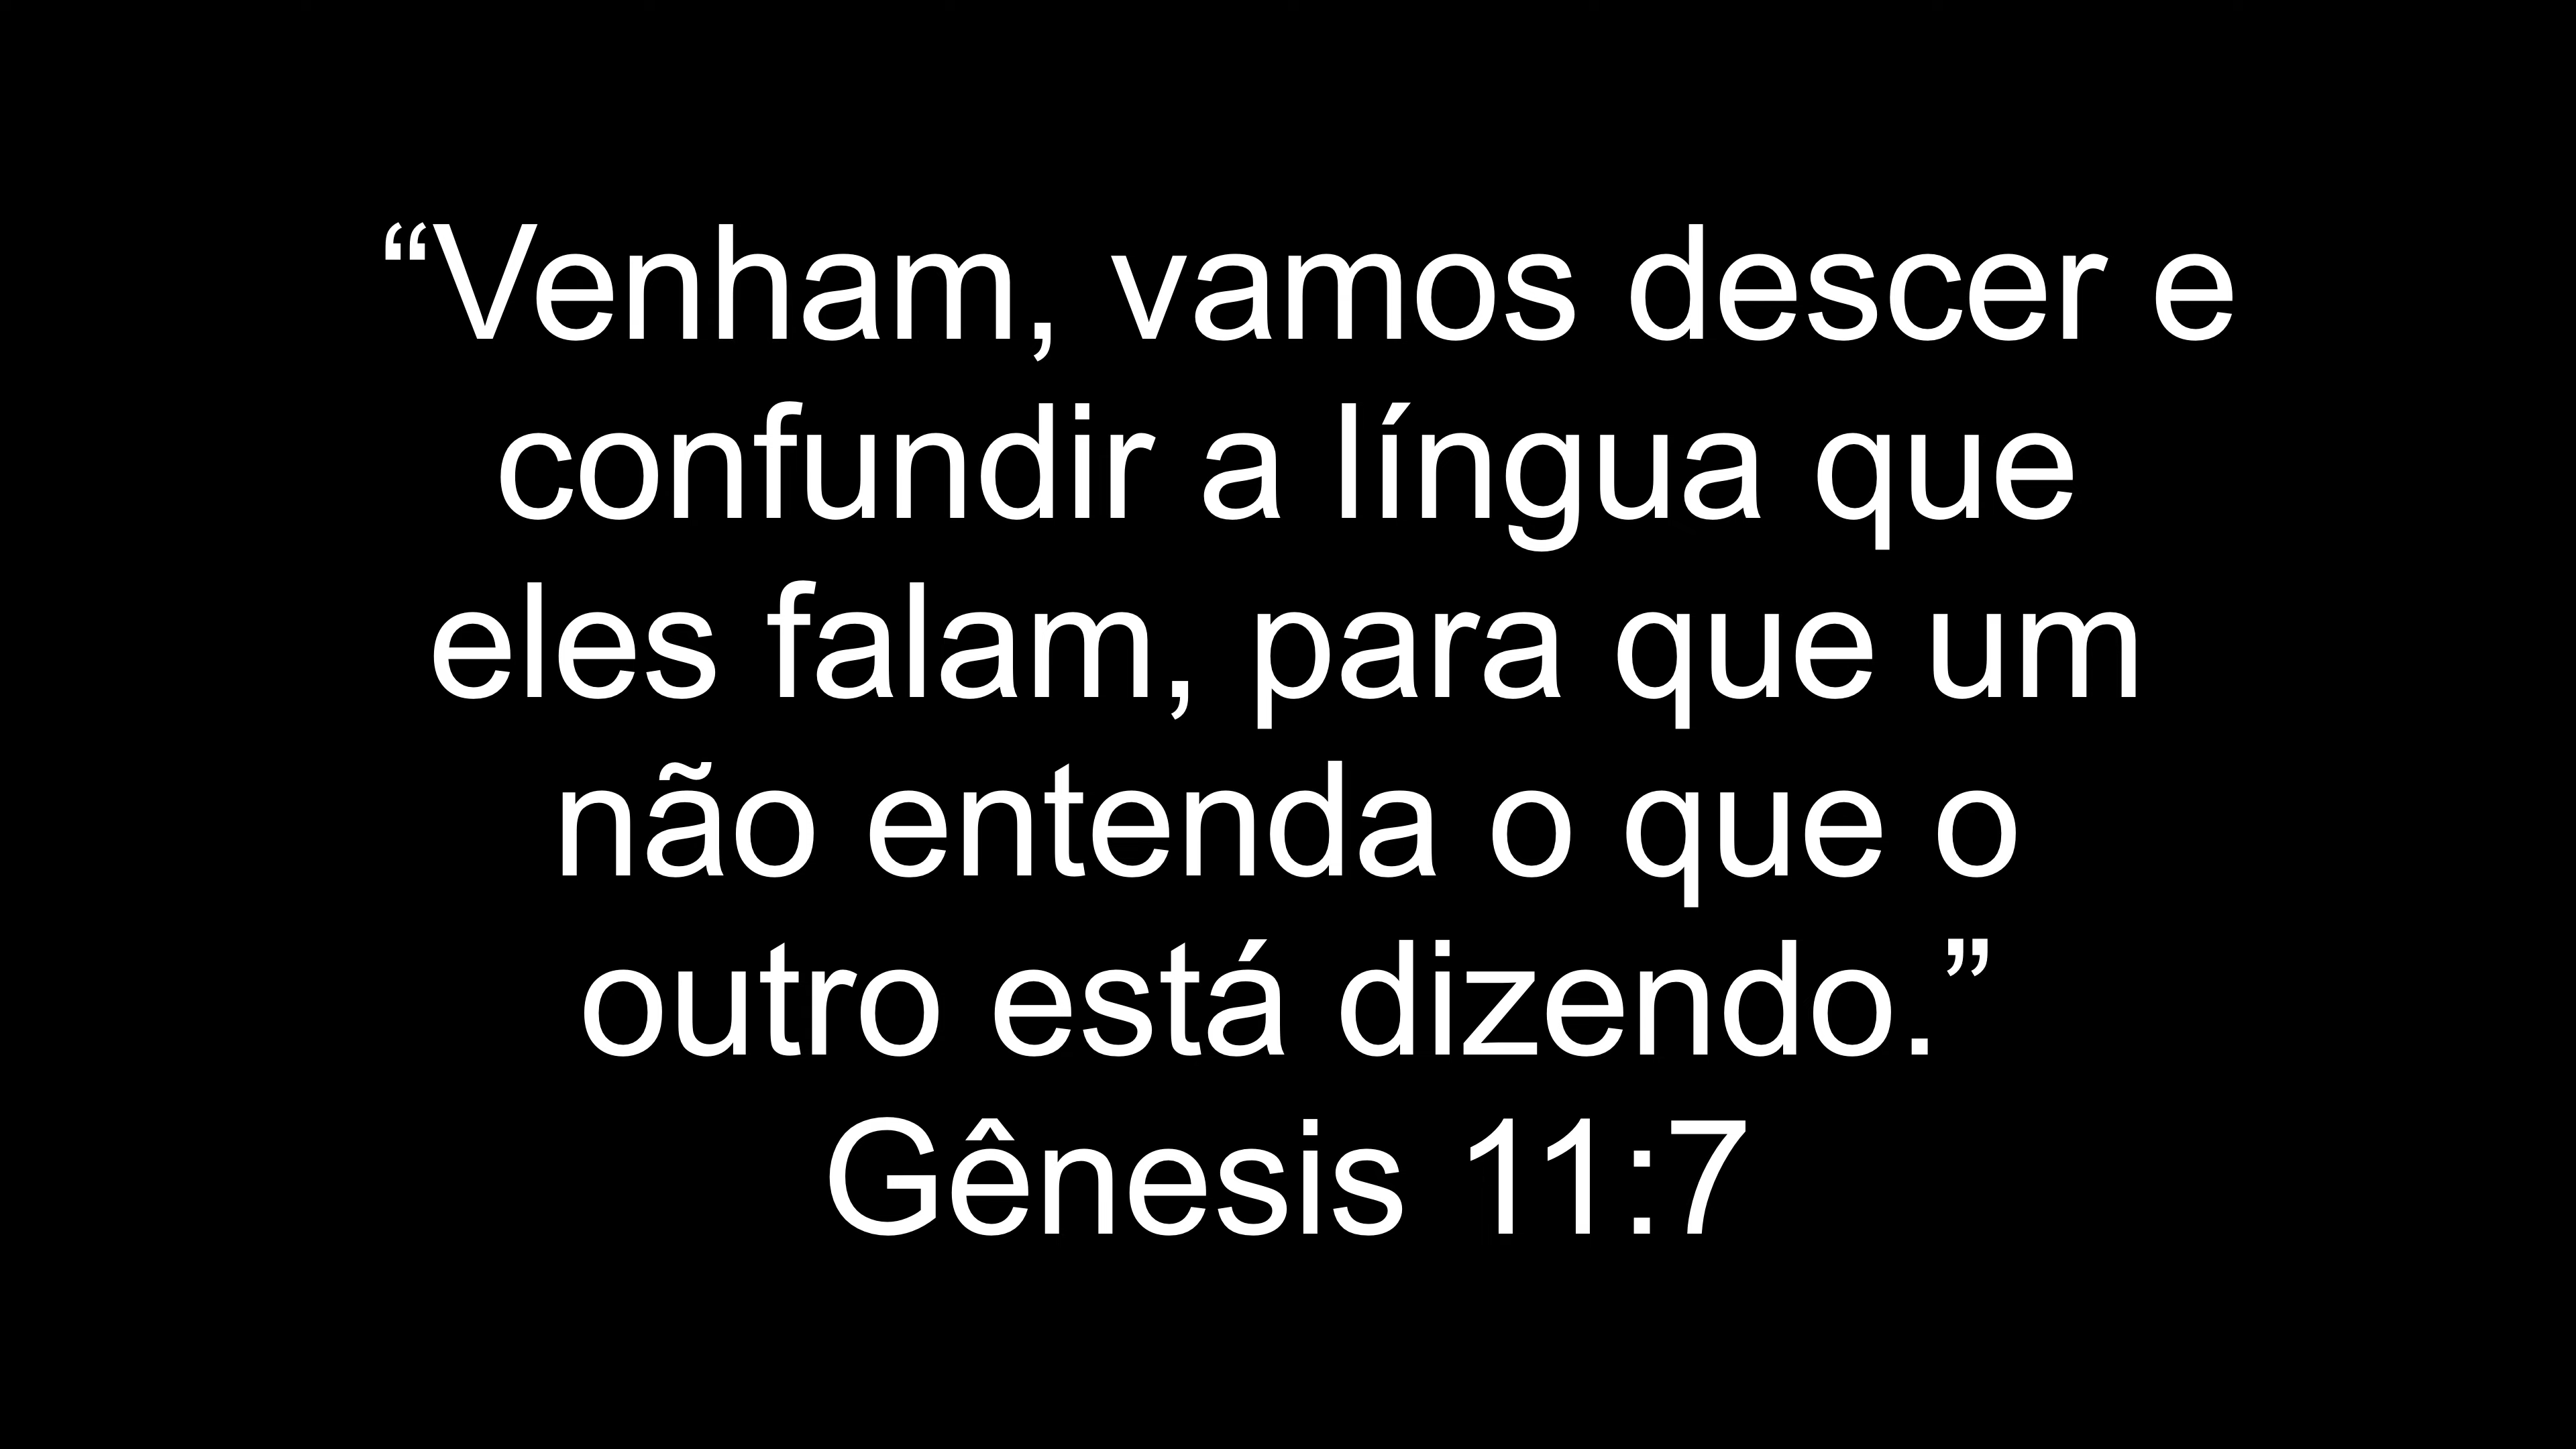 “Venham, vamos descer e
confundir a língua que
eles falam, para que um
não entenda o que o
outro está dizendo.”
Gênesis 11:7